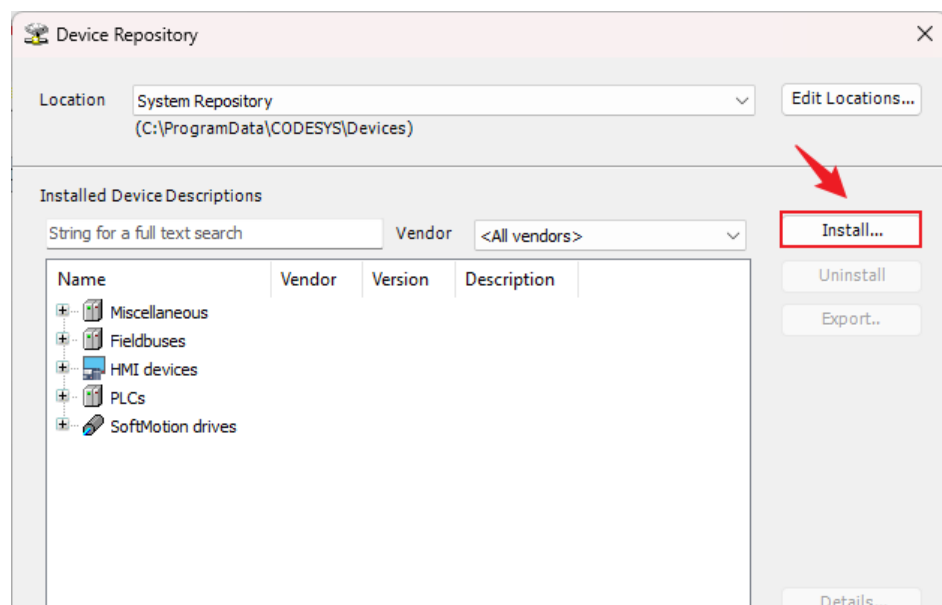 Device Repository
Location
System Repository
Edit Locations...
(C:\ProgramData\CODESYS\Devices)
Installed Device Descriptions
String for a full text search
Vendor
<All vendors>
Install...
Name
Vendor
Version
Description
Uninstall
Miscellaneous
Export..
Fieldbuses
HMI devices
PLCs
SoftMotion drives
Details...